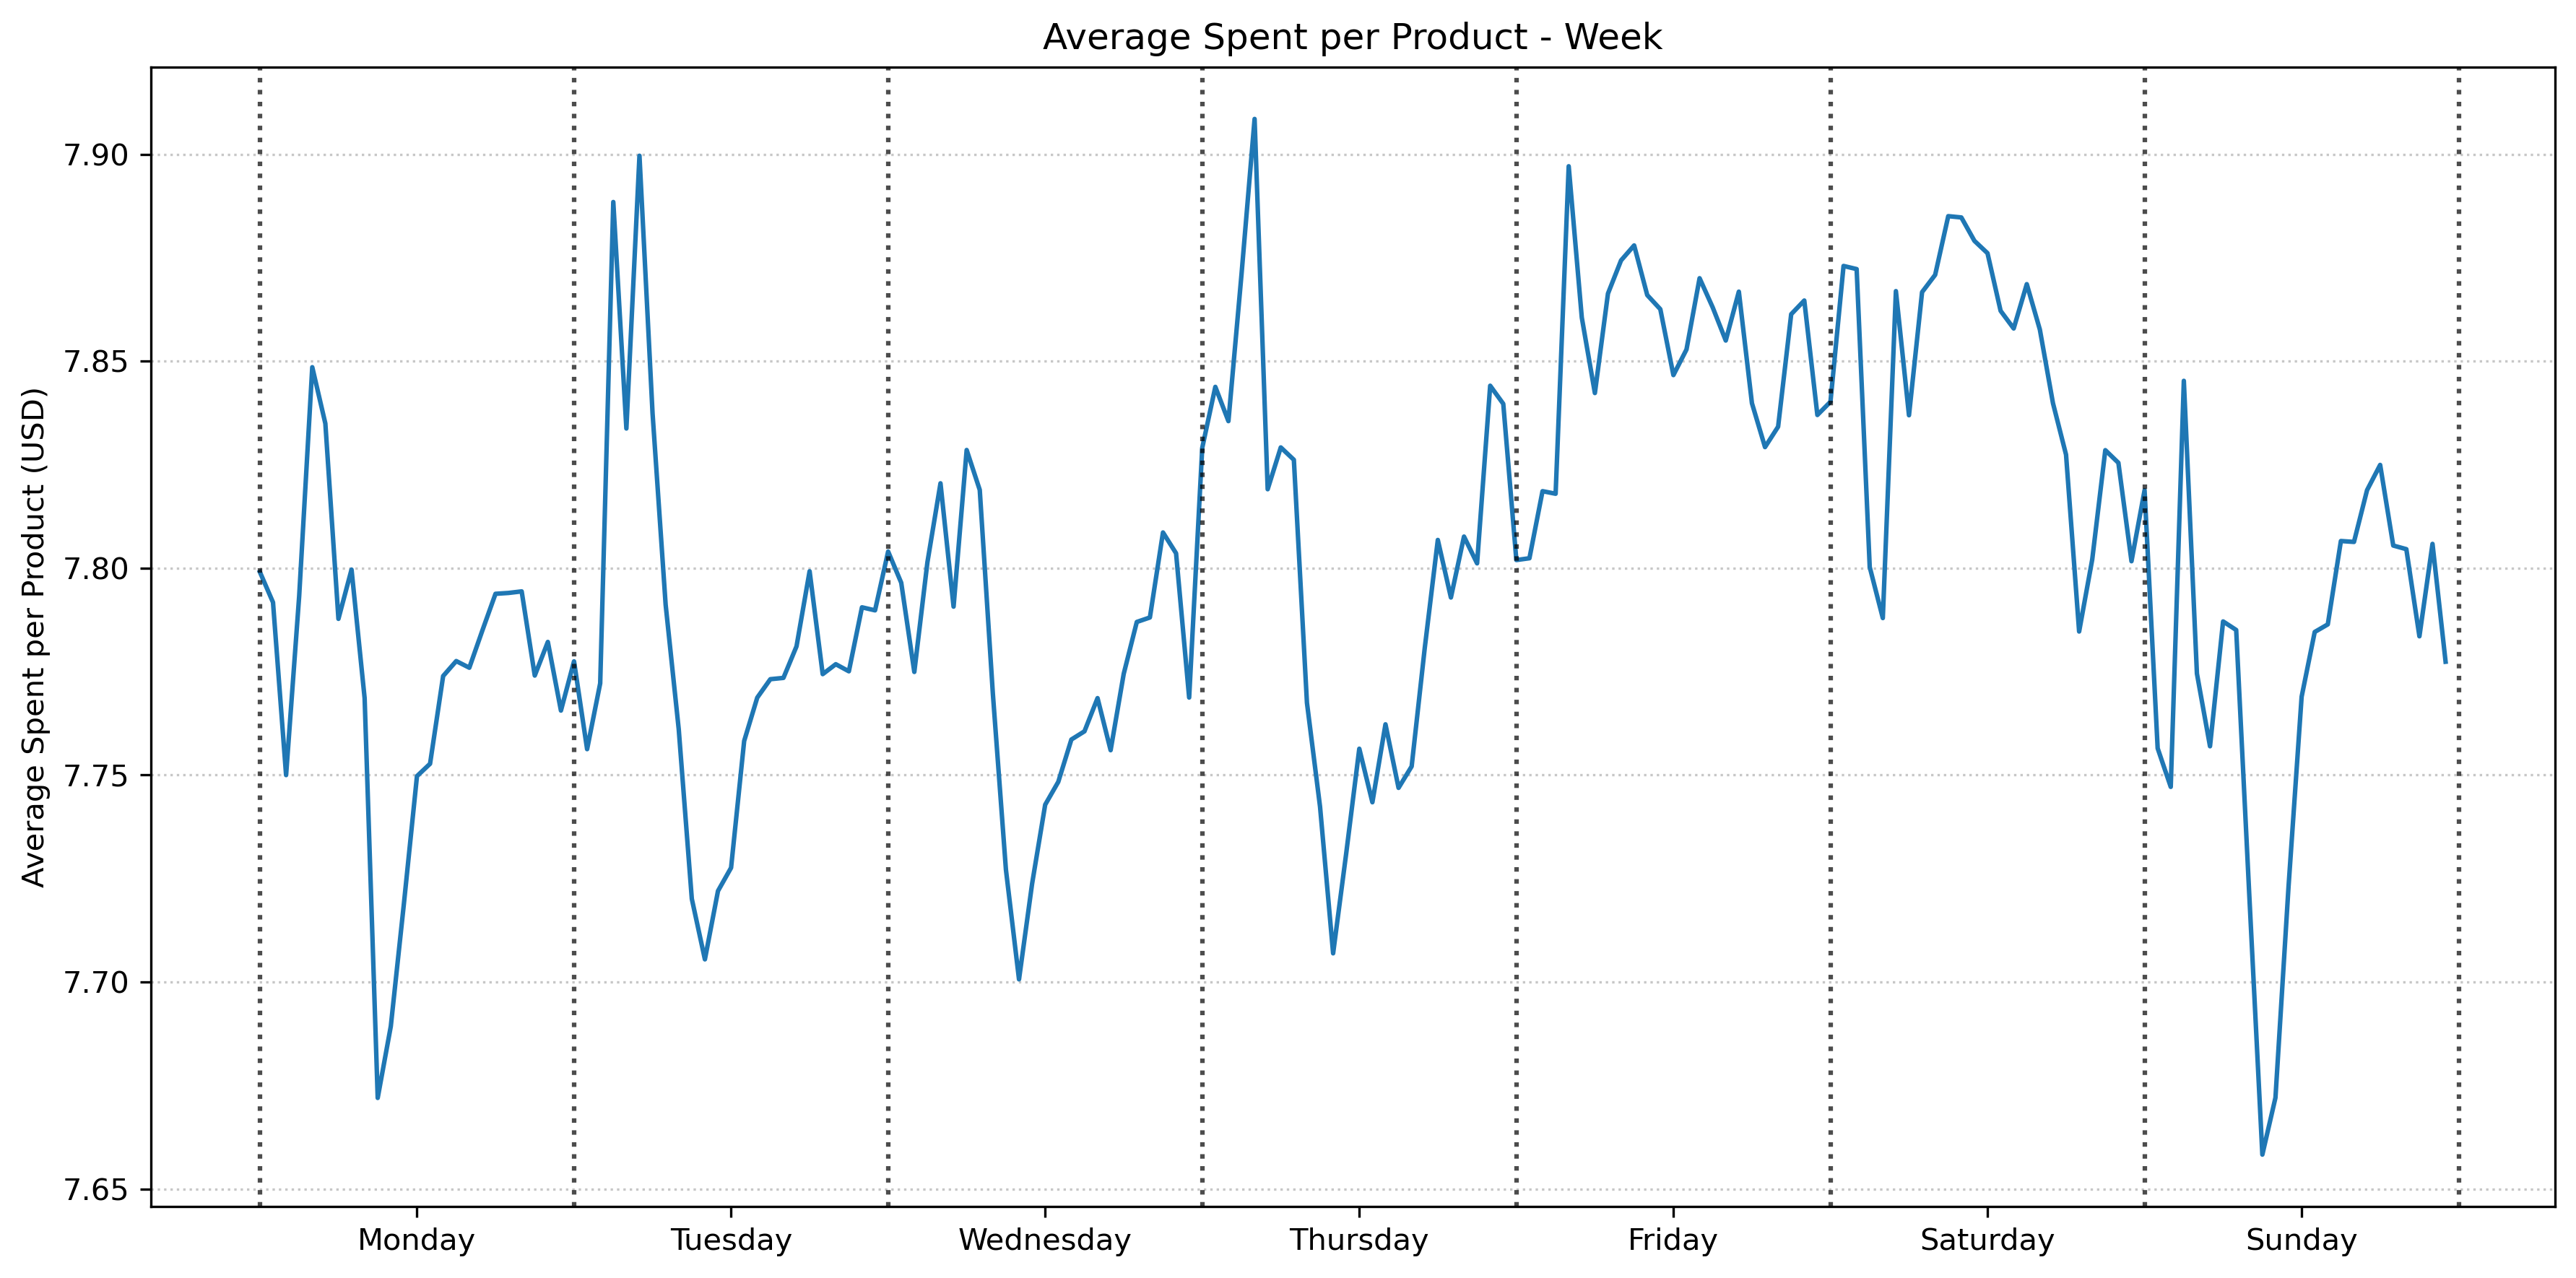 Average Spent per Product - Week
Average Spent per Product (USD)
7.90
7.85
7.80
7.75
7.70
7.65
Monday
Tuesday
Wednesday
Thursday
Friday
Saturday
Sunday